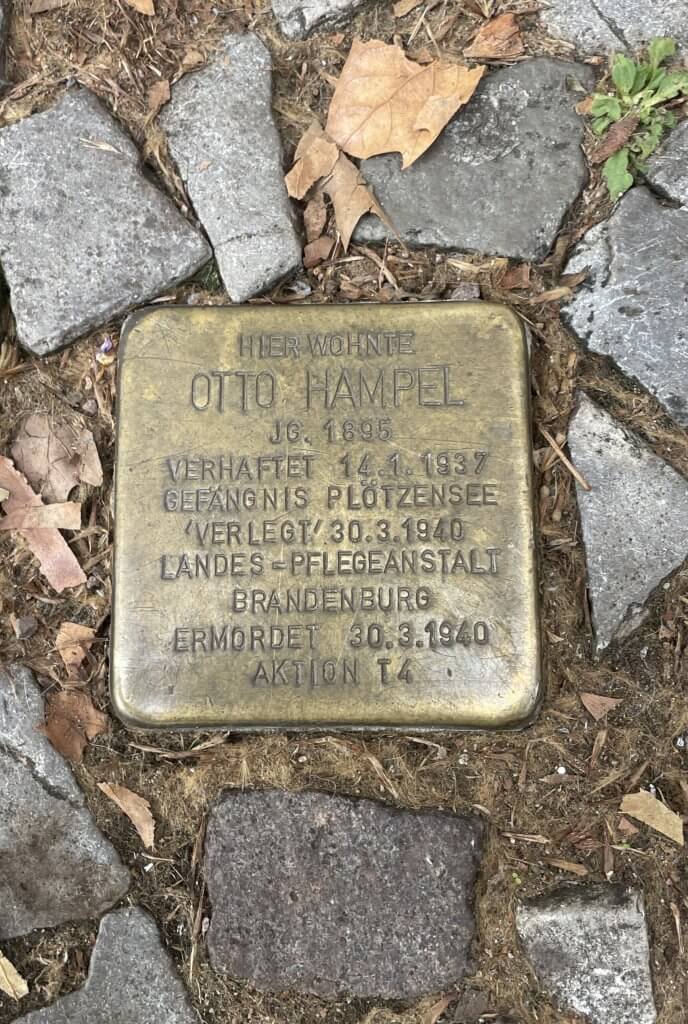 HIER WOHNTE
OTTO HAMPEL
JG. 1895
VERHAFTET 14.1.1937
GEFÄNGNIS PLÖTZENSEE
'VERLEGT' 30.3.1940
LANDES-PFLEGEANSTALT
BRANDENBURG
ERMORDET 30.3.1940
AKTION T4